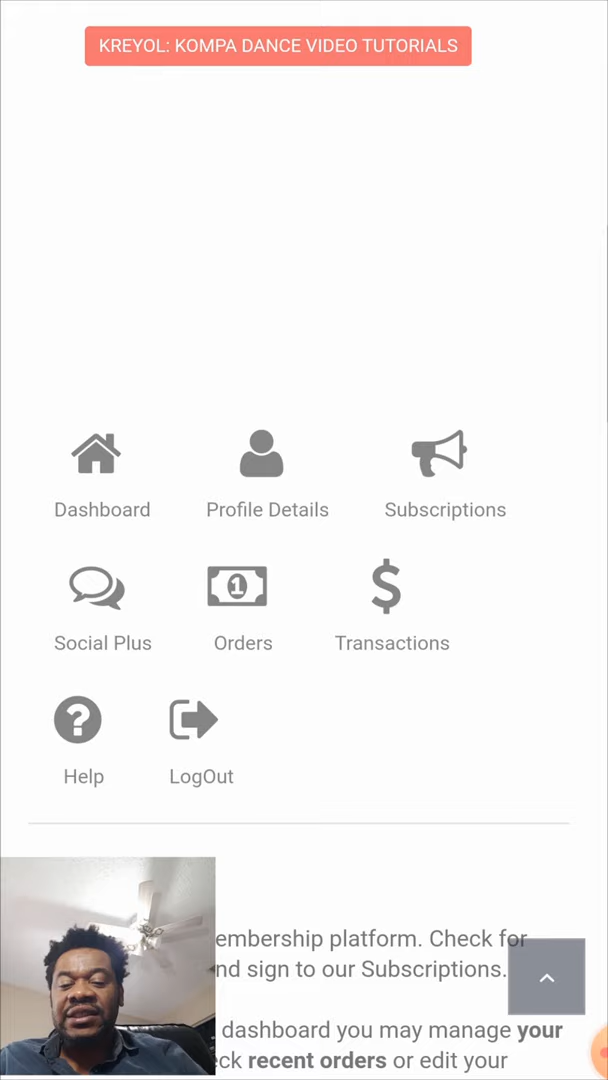 KREYOL: KOMPA DANCE VIDEO TUTORIALS
Dashboard Profile Details Subscriptions
1
Social Plus Orders Transactions
?
Help LogOut
embership platform. Check for
nd sign to our Subscriptions.
dashboard you may manage your
ck recent orders or edit your